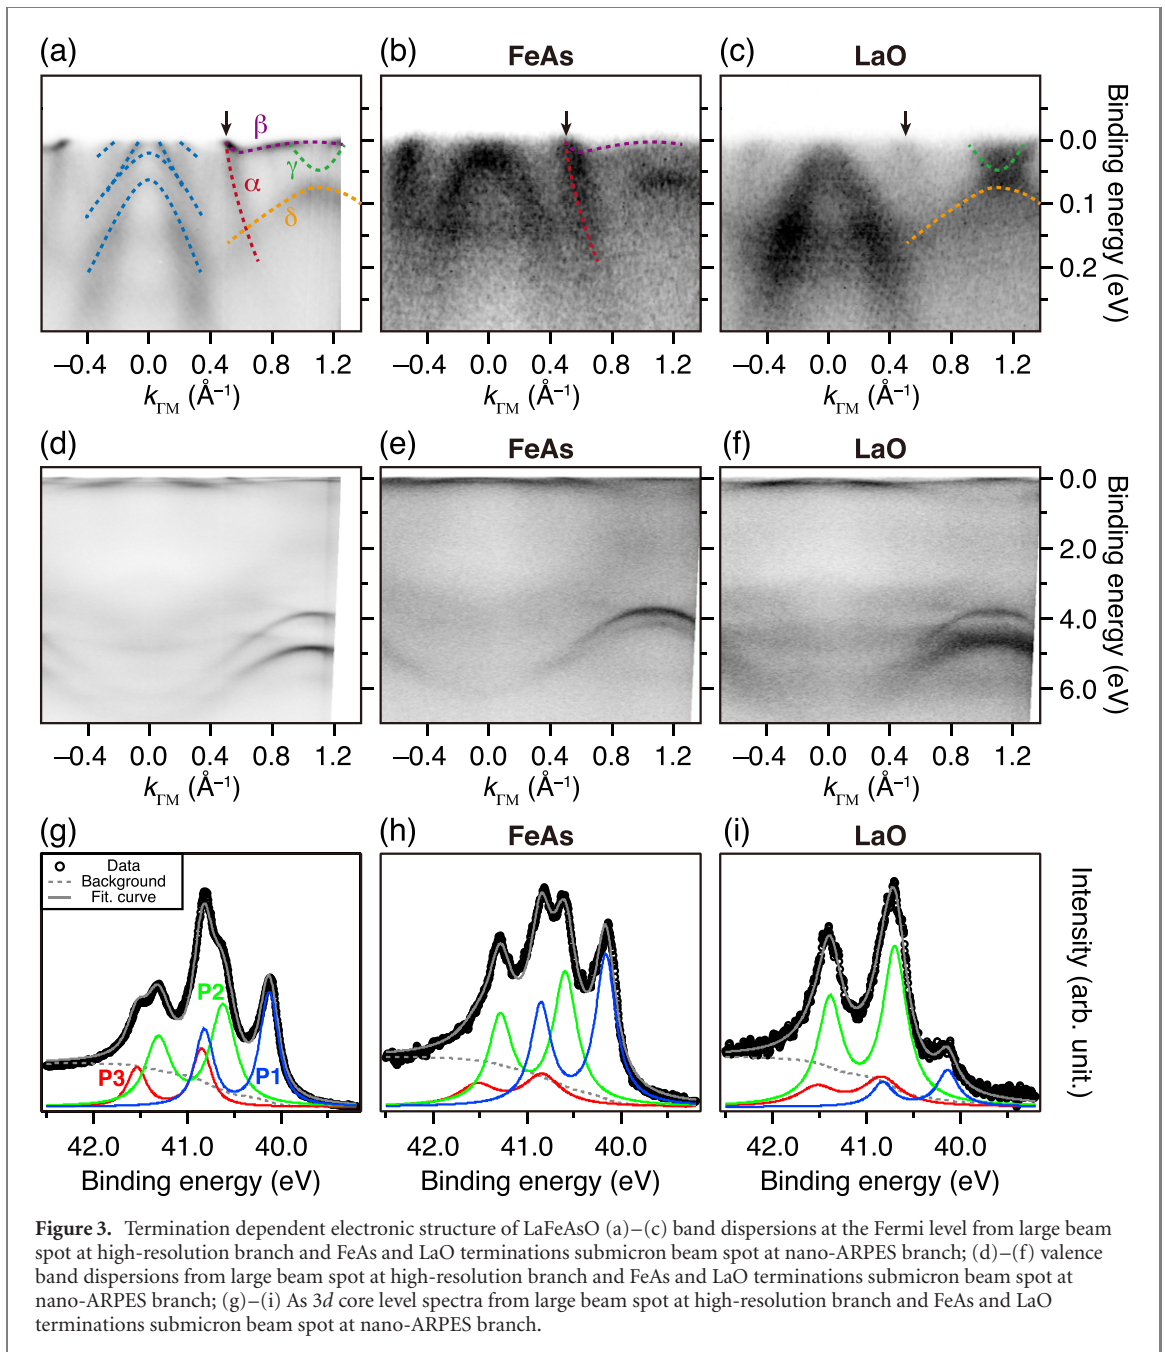 (a)
(b) FeAs
(c) LaO
β
γ
α
δ
0.0
0.1
0.2
Binding energy (eV)
–0.4 0.0 0.4 0.8 1.2
–0.4 0.0 0.4 0.8 1.2
–0.4 0.0 0.4 0.8 1.2
kΓM (Å–1)
kΓM (Å–1)
kΓM (Å–1)
(d)
(e) FeAs
(f) LaO
0.0
2.0
4.0
6.0
Binding energy (eV)
–0.4 0.0 0.4 0.8 1.2
–0.4 0.0 0.4 0.8 1.2
–0.4 0.0 0.4 0.8 1.2
kΓM (Å–1)
kΓM (Å–1)
kΓM (Å–1)
(g)
(h) FeAs
(i) LaO
Data
Background
Fit. curve
P2
P3
P1
Intensity (arb. unit.)
42.0 41.0 40.0
42.0 41.0 40.0
42.0 41.0 40.0
Binding energy (eV)
Binding energy (eV)
Binding energy (eV)
Figure 3. Termination dependent electronic structure of LaFeAsO (a)–(c) band dispersions at the Fermi level from large beam
spot at high-resolution branch and FeAs and LaO terminations submicron beam spot at nano-ARPES branch; (d)–(f) valence
band dispersions from large beam spot at high-resolution branch and FeAs and LaO terminations submicron beam spot at
nano-ARPES branch; (g)–(i) As 3d core level spectra from large beam spot at high-resolution branch and FeAs and LaO
terminations submicron beam spot at nano-ARPES branch.